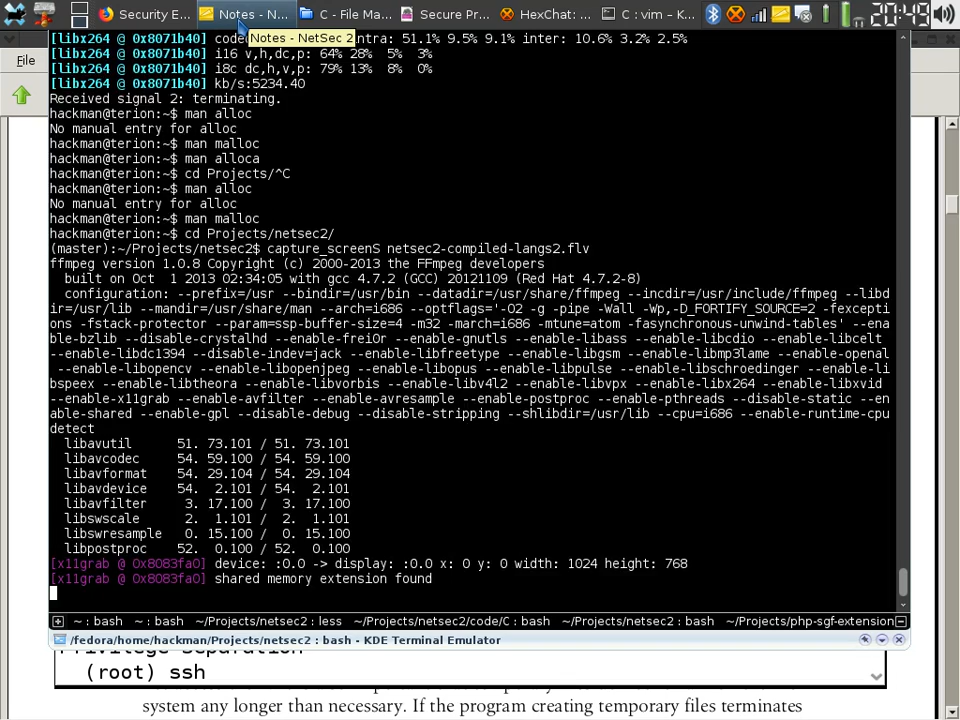 Security E...
Notes - N...
C - File Ma...
Secure Pr...
HexChat: ...
C : vim – K...
20:48
Notes - NetSec 2
File
[libx264 @ 0x8071b40] ntra: 51.1% 9.5% 9.1% inter: 10.6% 3.2% 2.5%
[libx264 @ 0x8071b40] i16 v,h,dc,p: 64% 28%  5%  3%
[libx264 @ 0x8071b40] i8c dc,h,v,p: 79% 13%  8%  0%
[libx264 @ 0x8071b40] kb/s:5234.40
Received signal 2: terminating.
hackman@terion:~$ man alloc
No manual entry for alloc
hackman@terion:~$ man malloc
hackman@terion:~$ man alloca
hackman@terion:~$ cd Projects/^C
hackman@terion:~$ man alloc
No manual entry for alloc
hackman@terion:~$ man malloc
hackman@terion:~$ cd Projects/netsec2/
(master):~/Projects/netsec2$ capture_screenS netsec2-compiled-langs2.flv
ffmpeg version 1.0.8 Copyright (c) 2000-2013 the FFmpeg developers
  built on Oct  1 2013 02:34:05 with gcc 4.7.2 (GCC) 20121109 (Red Hat 4.7.2-8)
  configuration: --prefix=/usr --bindir=/usr/bin --datadir=/usr/share/ffmpeg --incdir=/usr/include/ffmpeg --libd
ir=/usr/lib --mandir=/usr/share/man --arch=i686 --optflags='-O2 -g -pipe -Wall -Wp,-D_FORTIFY_SOURCE=2 -fexcepti
ons -fstack-protector --param=ssp-buffer-size=4 -m32 -march=i686 -mtune=atom -fasynchronous-unwind-tables' --ena
ble-bzlib --disable-crystalhd --enable-frei0r --enable-gnutls --enable-libass --enable-libcdio --enable-libcelt
--enable-libdc1394 --disable-indev=jack --enable-libfreetype --enable-libgsm --enable-libmp3lame --enable-openal
 --enable-libopencv --enable-libopenjpeg --enable-libopus --enable-libpulse --enable-libschroedinger --enable-li
bspeex --enable-libtheora --enable-libvorbis --enable-libv4l2 --enable-libvpx --enable-libx264 --enable-libxvid
--enable-x11grab --enable-avfilter --enable-avresample --enable-postproc --enable-pthreads --disable-static --en
able-shared --enable-gpl --disable-debug --disable-stripping --shlibdir=/usr/lib --cpu=i686 --enable-runtime-cpu
detect
  libavutil      51. 73.101 / 51. 73.101
  libavcodec     54. 59.100 / 54. 59.100
  libavformat    54. 29.104 / 54. 29.104
  libavdevice    54.  2.101 / 54.  2.101
  libavfilter     3. 17.100 /  3. 17.100
  libswscale      2.  1.101 /  2.  1.101
  libswresample   0. 15.100 /  0. 15.100
  libpostproc    52.  0.100 / 52.  0.100
[x11grab @ 0x8083fa0] device: :0.0 -> display: :0.0 x: 0 y: 0 width: 1024 height: 768
[x11grab @ 0x8083fa0] shared memory extension found
~ : bash
~ : bash
~/Projects/netsec2 : less
~/Projects/netsec2/code/C : bash
~/Projects/netsec2 : bash
~/Projects/php-sgf-extension
/fedora/home/hackman/Projects/netsec2 : bash - KDE Terminal Emulator
(root) ssh
system any longer than necessary. If the program creating temporary files terminates